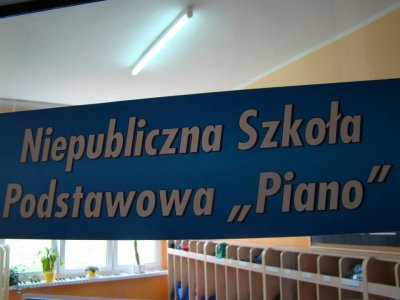 Niepubliczna Szkoła
Podstawowa „Piano”